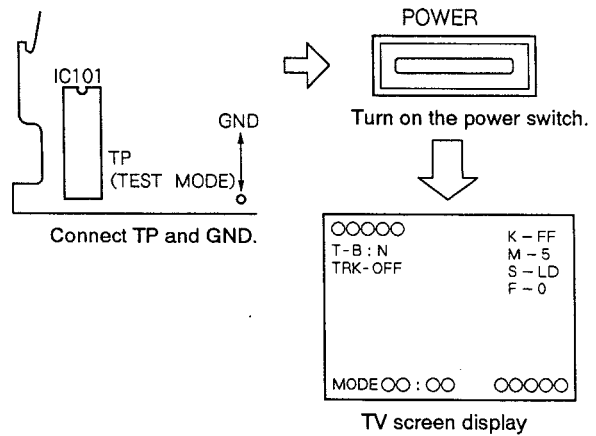 IC101
GND
TP
(TEST MODE)
Connect TP and GND.
POWER
Turn on the power switch.
○○○○○
T-B : N
TRK-OFF
K – FF
M – 5
S – LD
F – 0
MODE○○ : ○○ ○○○○○
TV screen display